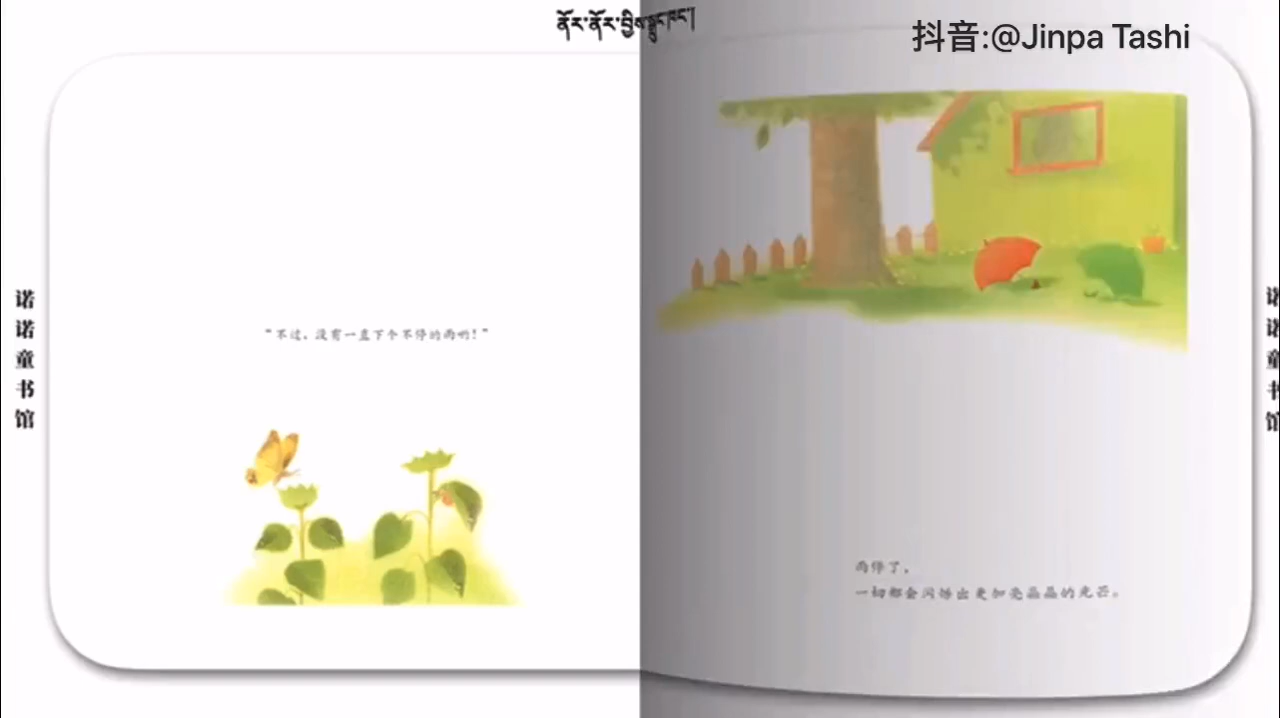 ནོར་ནོར་བྱིས་སྒྲུང་ཁང་།
抖音:@Jinpa Tashi
诺诺童书馆
“不过，没有一直下个不停的雨哟！”
雨停了，
一切都会闪烁出更加亮晶晶的光芒。
诺诺童书馆